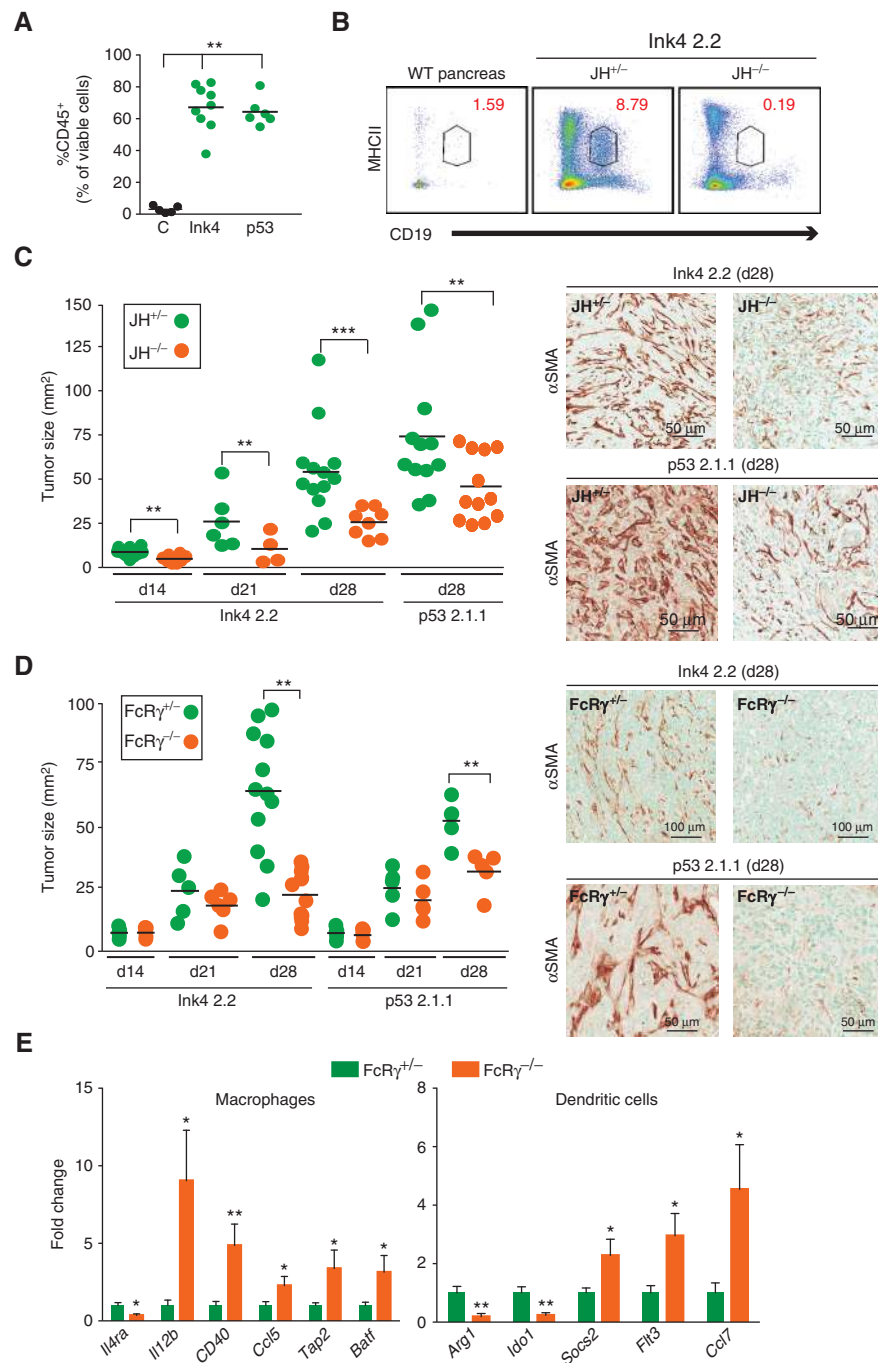 A
**
100
80
60
40
20
0
%CD45+
(% of viable cells)
C Ink4 p53
B
Ink4 2.2
WT pancreas JH+/− JH−/−
1.59 8.79 0.19
MHCII
CD19
C
150
125
100
75
50
25
0
Tumor size (mm²)
JH+/−
JH−/−
**
**
***
**
d14 d21 d28 d28
Ink4 2.2 p53 2.1.1
Ink4 2.2 (d28)
αSMA
JH+/− JH−/−
50 µm 50 µm
p53 2.1.1 (d28)
αSMA
JH+/− JH−/−
50 µm 50 µm
D
100
75
50
25
0
Tumor size (mm²)
FcRγ+/−
FcRγ−/−
**
**
d14 d21 d28 d14 d21 d28
Ink4 2.2 p53 2.1.1
Ink4 2.2 (d28)
αSMA
FcRγ+/− FcRγ−/−
100 µm 100 µm
p53 2.1.1 (d28)
αSMA
FcRγ+/− FcRγ−/−
50 µm 50 µm
E
FcRγ+/− FcRγ−/−
15
10
5
0
Fold change
Macrophages
* * ** * * *
Il4ra Il12b CD40 Ccl5 Tap2 Batf
8
6
4
2
0
Dendritic cells
** ** * * *
Arg1 Ido1 Socs2 Flt3 Ccl7